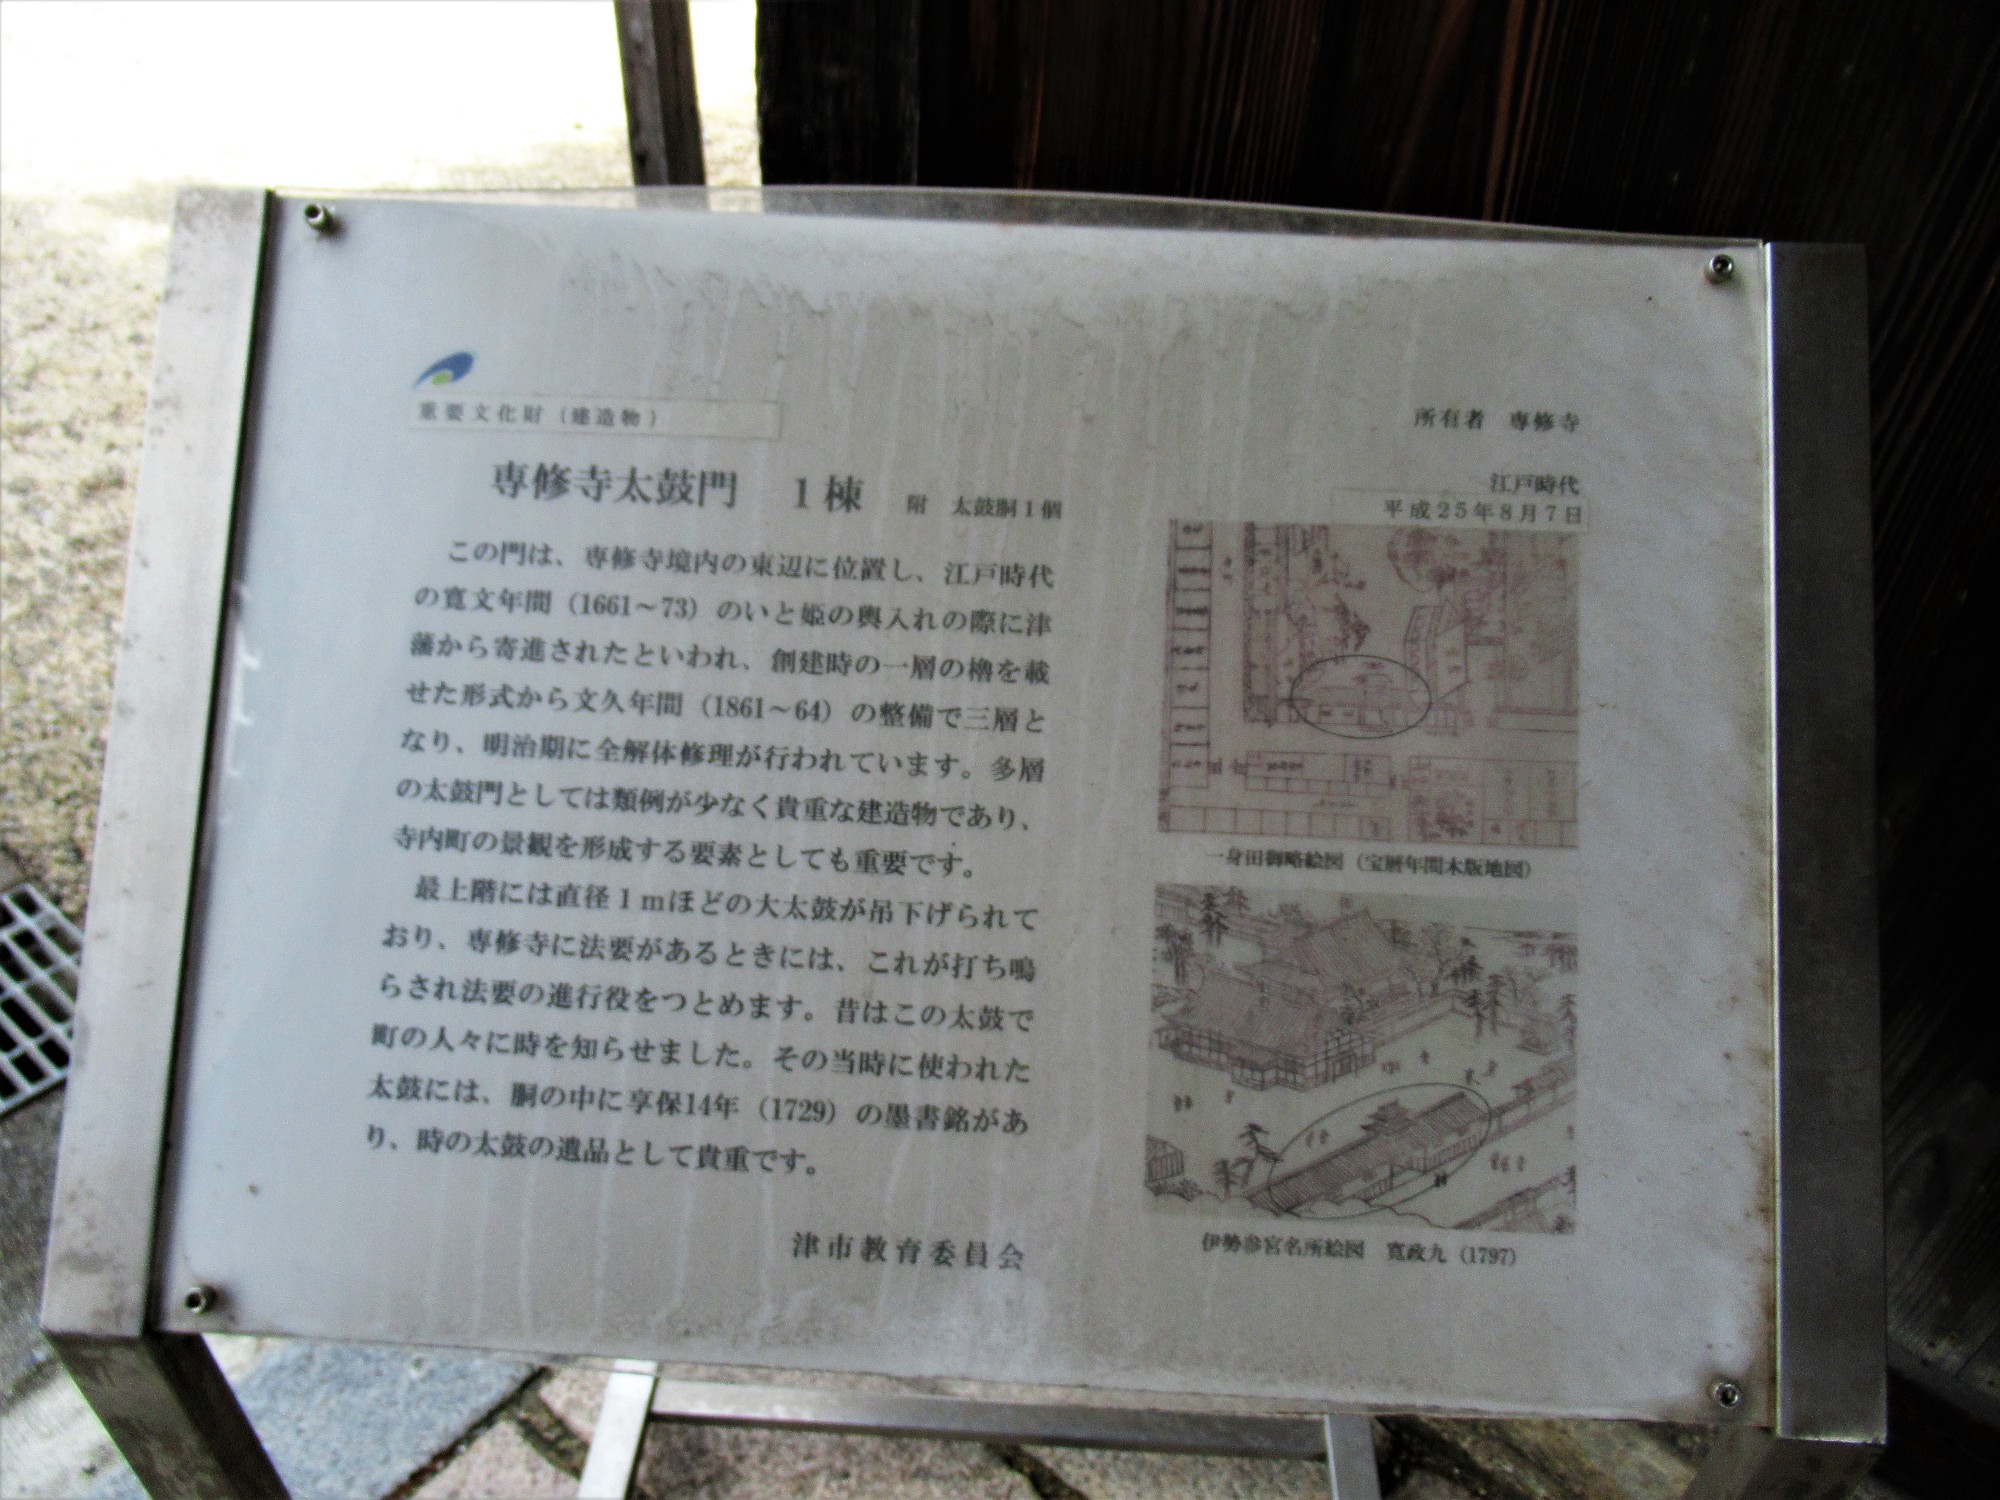 重要文化財（建造物）
専修寺太鼓門　1棟　附　太鼓胴1個
所有者　専修寺
江戸時代
平成25年8月7日
この門は、専修寺境内の東辺に位置し、江戸時代
の寛文年間（1661～73）のいと姫の輿入れの際に津
藩から寄進されたといわれ、創建時の一層の櫓を載
せた形式から文久年間（1861～64）の整備で三層と
なり、明治期に全解体修理が行われています。多層
の太鼓門としては類例が少なく貴重な建造物であり、
寺内町の景観を形成する要素としても重要です。
最上階には直径1mほどの大太鼓が吊下げられて
おり、専修寺に法要があるときには、これが打ち鳴
らされ法要の進行役をつとめます。昔はこの太鼓で
町の人々に時を知らせました。その当時に使われた
太鼓には、胴の中に享保14年（1729）の墨書銘があ
り、時の太鼓の遺品として貴重です。
津市教育委員会
一身田御略絵図（宝暦年間木版地図）
伊勢参宮名所絵図　寛政九（1797）